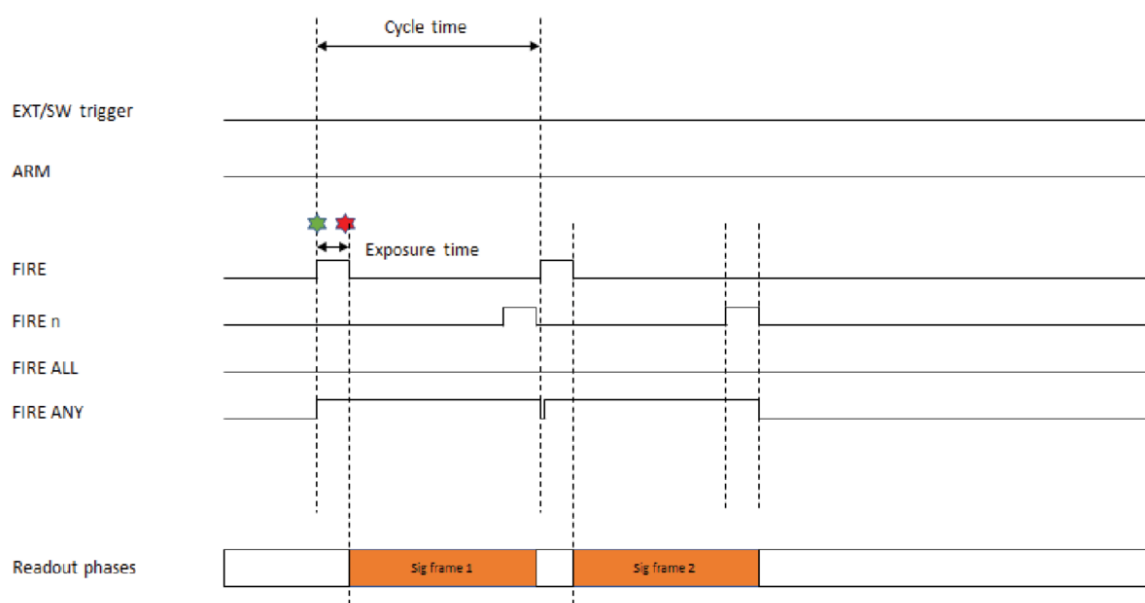 Cycle time
EXT/SW trigger
ARM
Exposure time
FIRE
FIRE n
FIRE ALL
FIRE ANY
Readout phases
Sig frame 1
Sig frame 2